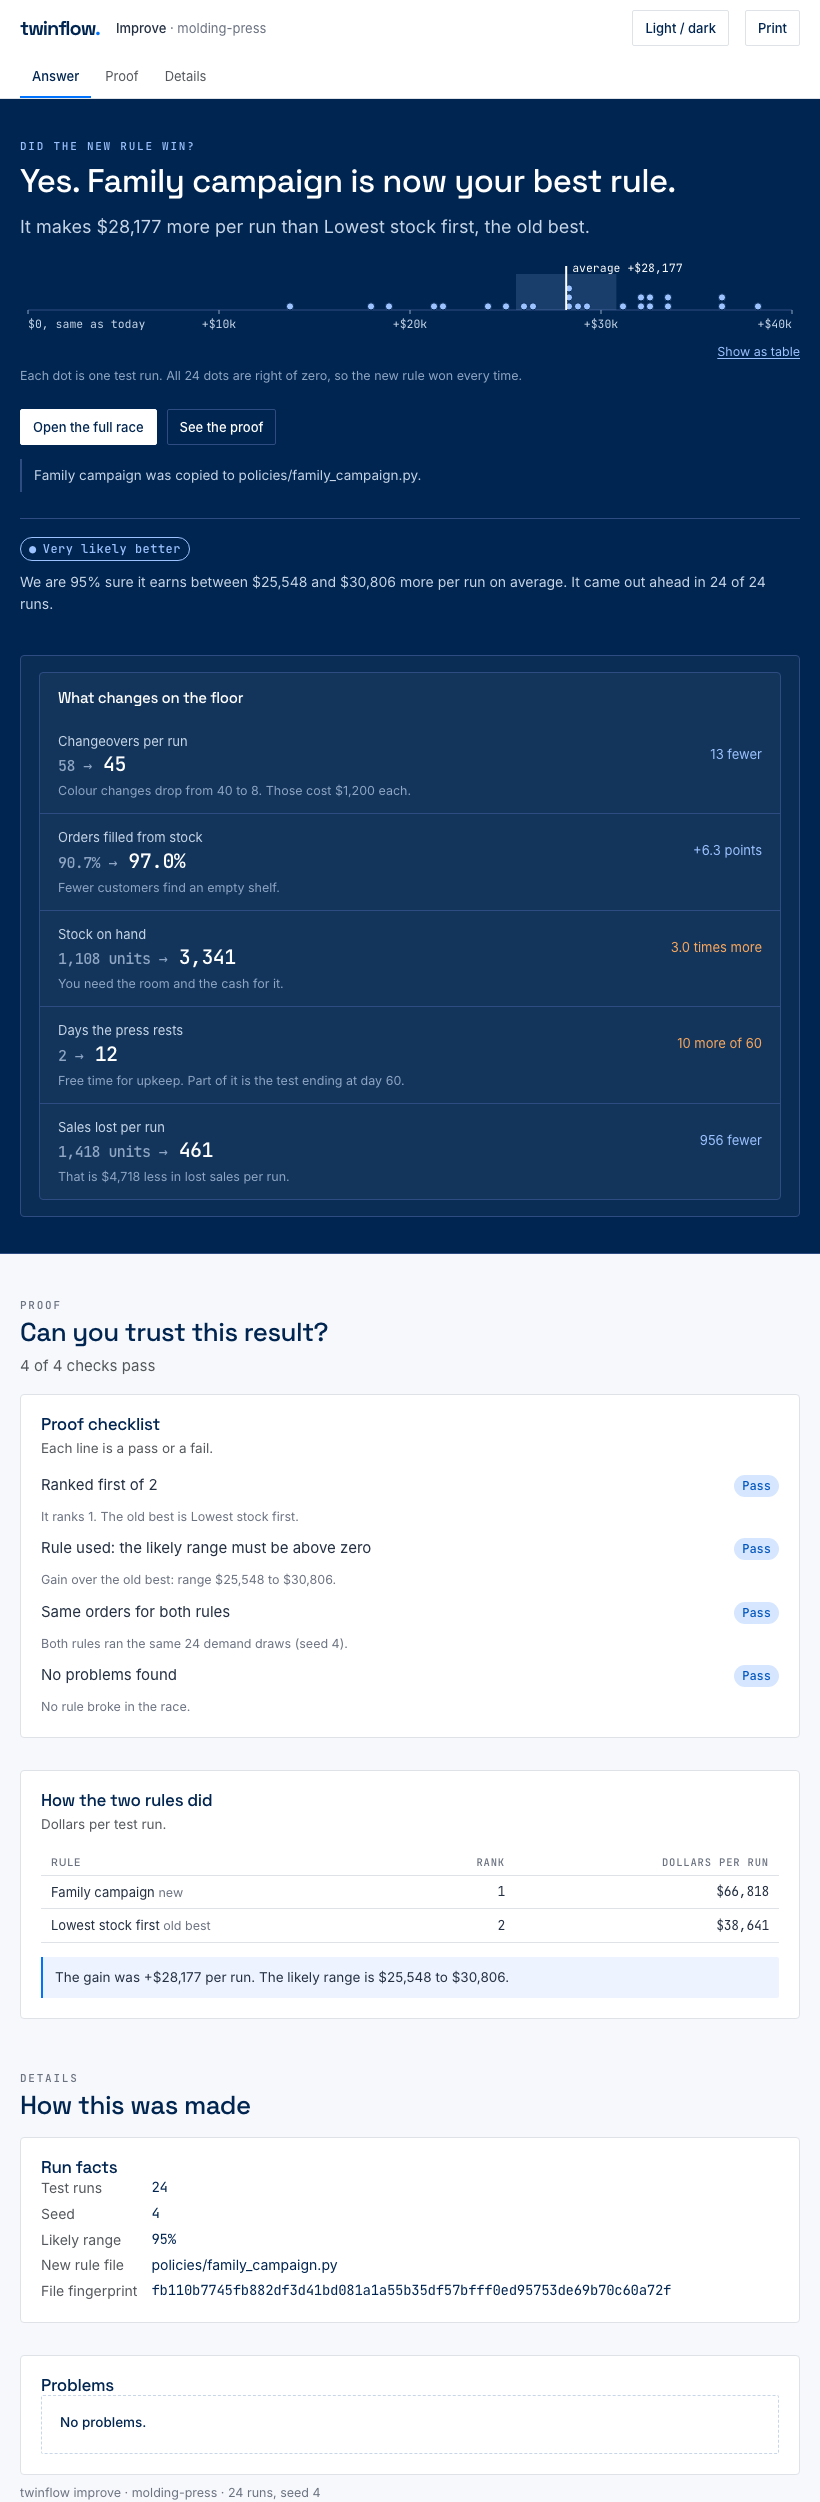 twinflow.
Improve · molding-press
Light / dark
Print
Answer
Proof
Details
DID THE NEW RULE WIN?
Yes. Family campaign is now your best rule.
It makes $28,177 more per run than Lowest stock first, the old best.
average +$28,177
$0, same as today
+$10k
+$20k
+$30k
+$40k
Show as table
Each dot is one test run. All 24 dots are right of zero, so the new rule won every time.
Open the full race
See the proof
Family campaign was copied to policies/family_campaign.py.
Very likely better
We are 95% sure it earns between $25,548 and $30,806 more per run on average. It came out ahead in 24 of 24
runs.
What changes on the floor
Changeovers per run
58 → 45
13 fewer
Colour changes drop from 40 to 8. Those cost $1,200 each.
Orders filled from stock
90.7% → 97.0%
+6.3 points
Fewer customers find an empty shelf.
Stock on hand
1,108 units → 3,341
3.0 times more
You need the room and the cash for it.
Days the press rests
2 → 12
10 more of 60
Free time for upkeep. Part of it is the test ending at day 60.
Sales lost per run
1,418 units → 461
956 fewer
That is $4,718 less in lost sales per run.
PROOF
Can you trust this result?
4 of 4 checks pass
Proof checklist
Each line is a pass or a fail.
Ranked first of 2
Pass
It ranks 1. The old best is Lowest stock first.
Rule used: the likely range must be above zero
Pass
Gain over the old best: range $25,548 to $30,806.
Same orders for both rules
Pass
Both rules ran the same 24 demand draws (seed 4).
No problems found
Pass
No rule broke in the race.
How the two rules did
Dollars per test run.
RULE RANK DOLLARS PER RUN
Family campaign new 1 $66,818
Lowest stock first old best 2 $38,641
The gain was +$28,177 per run. The likely range is $25,548 to $30,806.
DETAILS
How this was made
Run facts
Test runs 24
Seed 4
Likely range 95%
New rule file policies/family_campaign.py
File fingerprint fb110b7745fb882df3d41bd081a1a55b35df57bfff0ed95753de69b70c60a72f
Problems
No problems.
twinflow improve · molding-press · 24 runs, seed 4